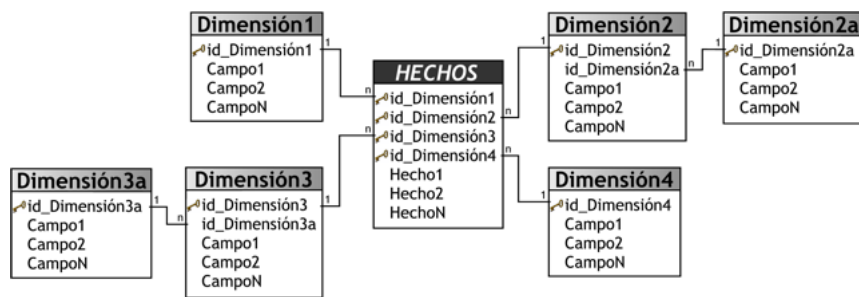 Dimensión1
id_Dimensión1
Campo1
Campo2
CampoN
HECHOS
id_Dimensión1
id_Dimensión2
id_Dimensión3
id_Dimensión4
Hecho1
Hecho2
HechoN
Dimensión2
id_Dimensión2
id_Dimensión2a
Campo1
Campo2
CampoN
Dimensión2a
id_Dimensión2a
Campo1
Campo2
CampoN
Dimensión3a
id_Dimensión3a
Campo1
Campo2
CampoN
Dimensión3
id_Dimensión3
id_Dimensión3a
Campo1
Campo2
CampoN
Dimensión4
id_Dimensión4
Campo1
Campo2
CampoN
1
n
1
n
1
n
1
n
1
n
1
n